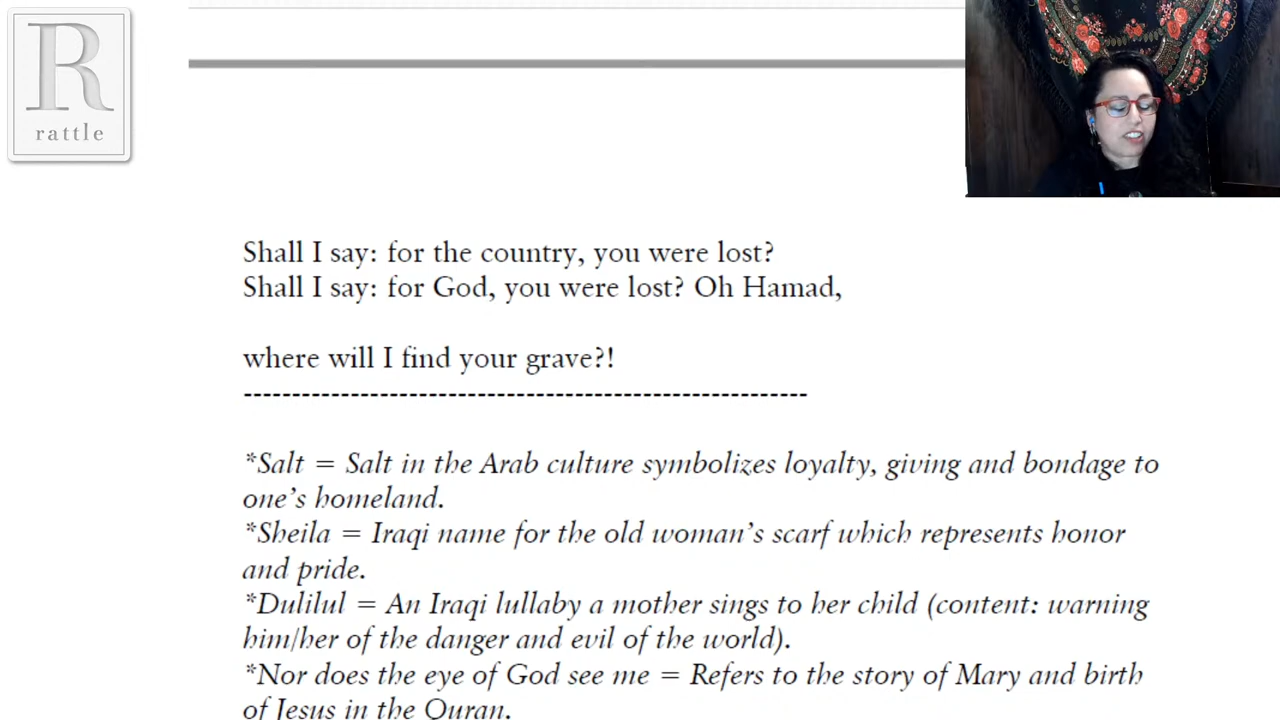 R
rattle
Shall I say: for the country, you were lost?
Shall I say: for God, you were lost? Oh Hamad,
where will I find your grave?!
----------------------------------------------------------
*Salt = Salt in the Arab culture symbolizes loyalty, giving and bondage to
one's homeland.
*Sheila = Iraqi name for the old woman's scarf which represents honor
and pride.
*Dulilul = An Iraqi lullaby a mother sings to her child (content: warning
him/her of the danger and evil of the world).
*Nor does the eye of God see me = Refers to the story of Mary and birth
of Jesus in the Quran.